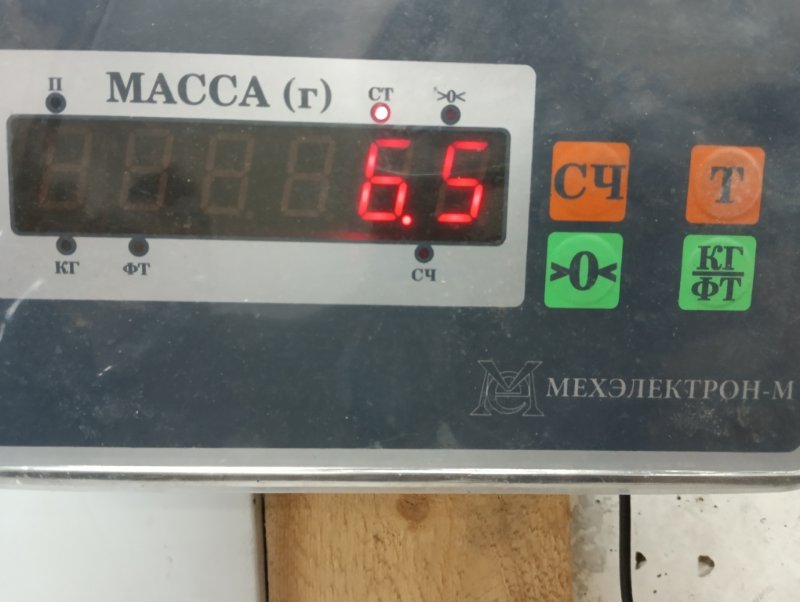 П МАССА (г) СТ >0<
6.5
КГ ФТ СЧ
СЧ Т
>0< КГ
ФТ
МЕХЭЛЕКТРОН-М